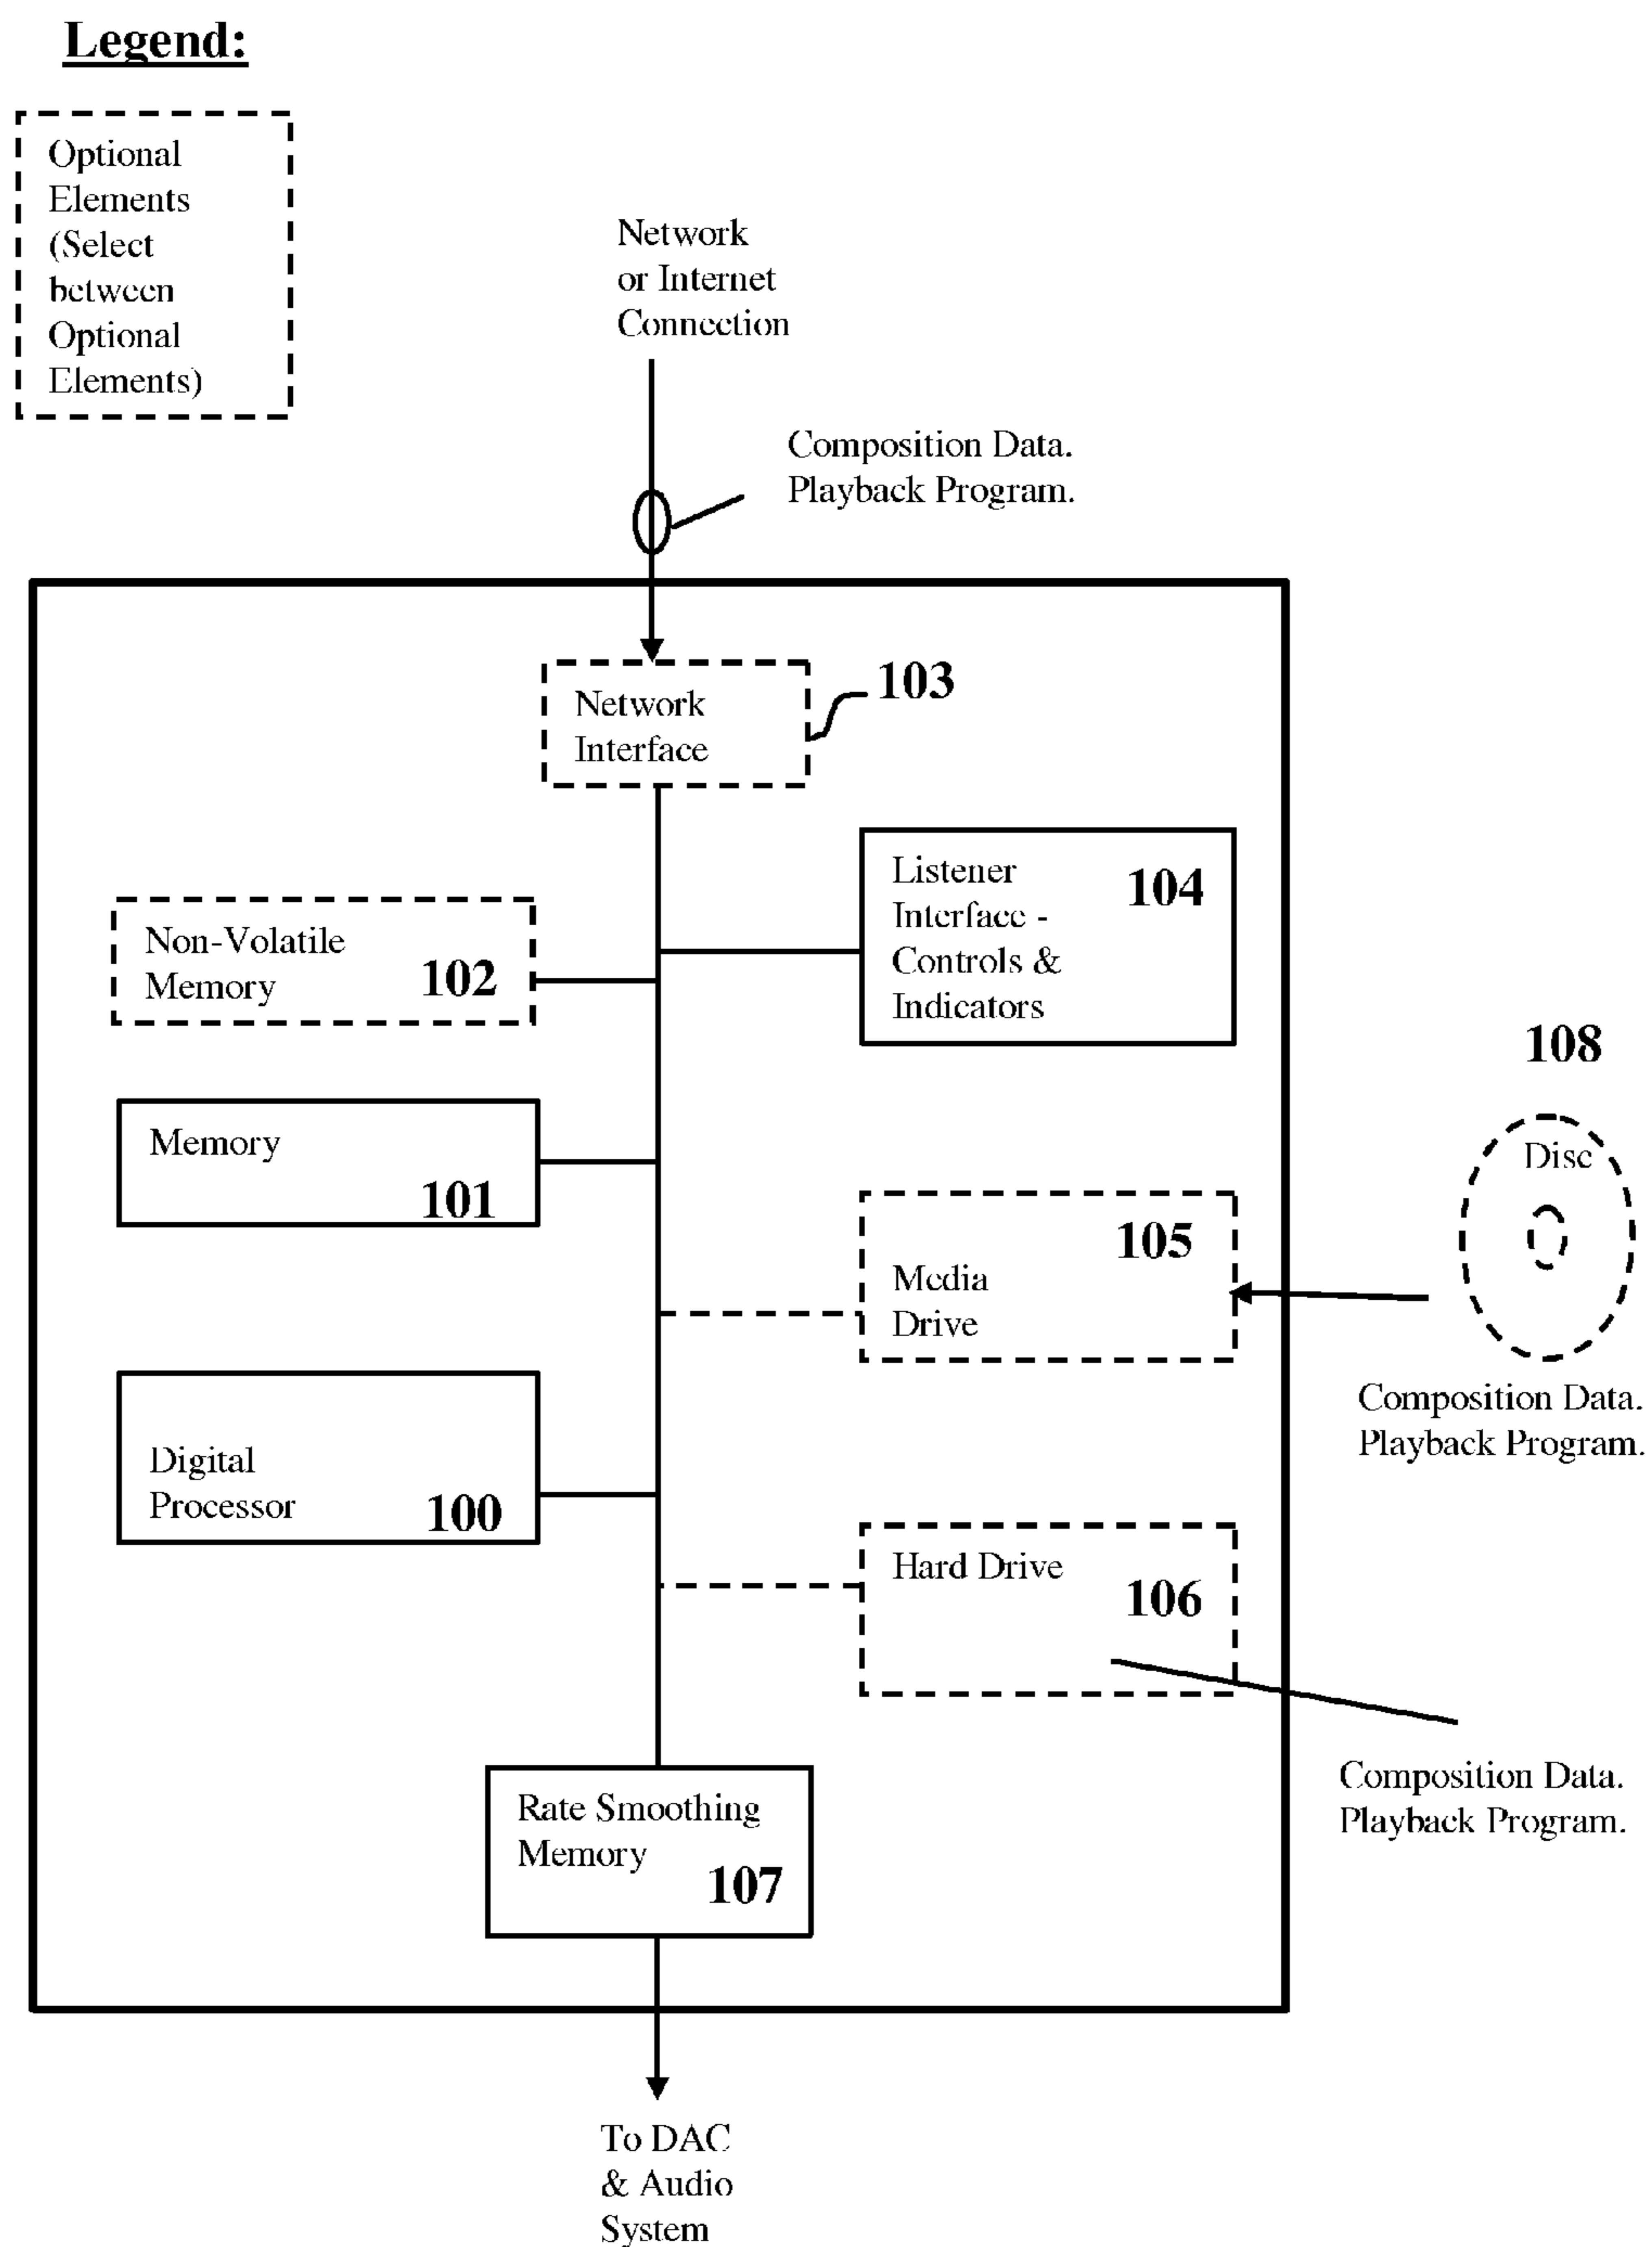 Legend:
Optional
Elements
(Select
between
Optional
Elements)
Network
or Internet
Connection
Composition Data.
Playback Program.
Network
Interface
103
Listener
Interface -
Controls &
Indicators
104
Non-Volatile
Memory
102
108
Disc
Memory
101
105
Media
Drive
Composition Data.
Playback Program.
Digital
Processor
100
Hard Drive
106
Composition Data.
Playback Program.
Rate Smoothing
Memory
107
To DAC
& Audio
System